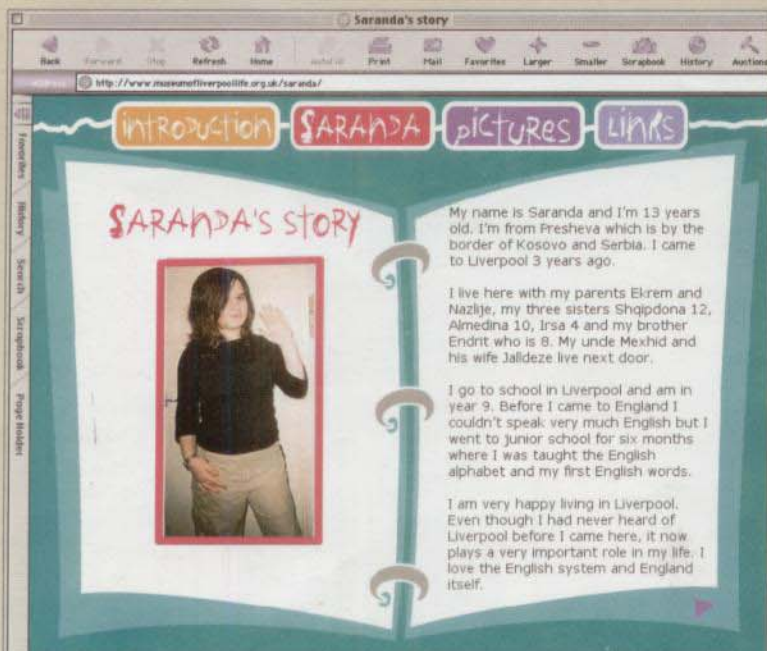 Saranda's story
Back Forward Stop Refresh Home AutoFill Print Mail Favorites Larger Smaller Scrapbook History Auctions
http://www.museumofliverpoollife.org.uk/saranda/
Favorites
History
Search
Scrapbook
Page Holder
iNTRODUCTION SARANDA PiCTURES LiNKS
SARANDA'S STORY
My name is Saranda and I'm 13 years
old. I'm from Presheva which is by the
border of Kosovo and Serbia. I came
to Liverpool 3 years ago.
I live here with my parents Ekrem and
Nazlije, my three sisters Shqipdona 12,
Almedina 10, Irsa 4 and my brother
Endrit who is 8. My uncle Mexhid and
his wife Jalldeze live next door.
I go to school in Liverpool and am in
year 9. Before I came to England I
couldn't speak very much English but I
went to junior school for six months
where I was taught the English
alphabet and my first English words.
I am very happy living in Liverpool.
Even though I had never heard of
Liverpool before I came here, it now
plays a very important role in my life. I
love the English system and England
itself.